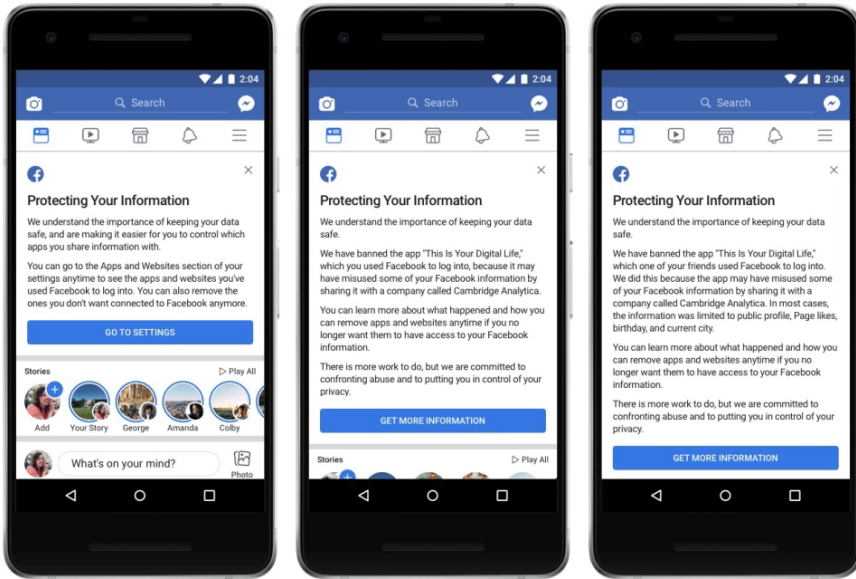 2:04
Search
Protecting Your Information
We understand the importance of keeping your data
safe, and are making it easier for you to control which
apps you share information with.
You can go to the Apps and Websites section of your
settings anytime to see the apps and websites you've
used Facebook to log into. You can also remove the
ones you don't want connected to Facebook anymore.
GO TO SETTINGS
Stories
Play All
Add
Your Story
George
Amanda
Colby
What's on your mind?
Photo
2:04
Search
Protecting Your Information
We understand the importance of keeping your data
safe.
We have banned the app "This Is Your Digital Life,"
which you used Facebook to log into, because it may
have misused some of your Facebook information by
sharing it with a company called Cambridge Analytica.
You can learn more about what happened and how you
can remove apps and websites anytime if you no
longer want them to have access to your Facebook
information.
There is more work to do, but we are committed to
confronting abuse and to putting you in control of your
privacy.
GET MORE INFORMATION
Stories
Play All
2:04
Search
Protecting Your Information
We understand the importance of keeping your data
safe.
We have banned the app "This Is Your Digital Life,"
which one of your friends used Facebook to log into.
We did this because the app may have misused some
of your Facebook information by sharing it with a
company called Cambridge Analytica. In most cases,
the information was limited to public profile, Page likes,
birthday, and current city.
You can learn more about what happened and how you
can remove apps and websites anytime if you no
longer want them to have access to your Facebook
information.
There is more work to do, but we are committed to
confronting abuse and to putting you in control of your
privacy.
GET MORE INFORMATION